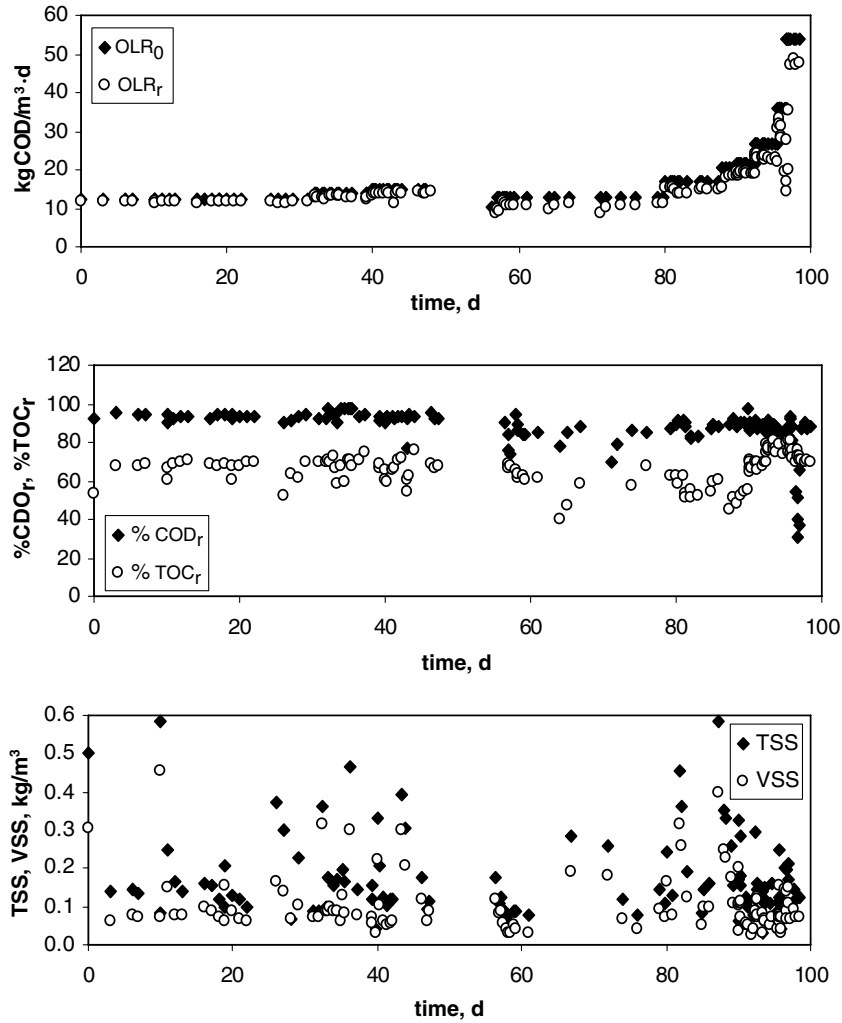 kgCOD/m³·d
60
50
40
30
20
10
0
OLR₀
OLRᵣ
0 20 40 60 80 100
time, d
%CDOᵣ, %TOCᵣ
120
100
80
60
40
20
0
% CODᵣ
% TOCᵣ
0 20 40 60 80 100
time, d
TSS, VSS, kg/m³
0.6
0.5
0.4
0.3
0.2
0.1
0.0
TSS
VSS
0 20 40 60 80 100
time, d